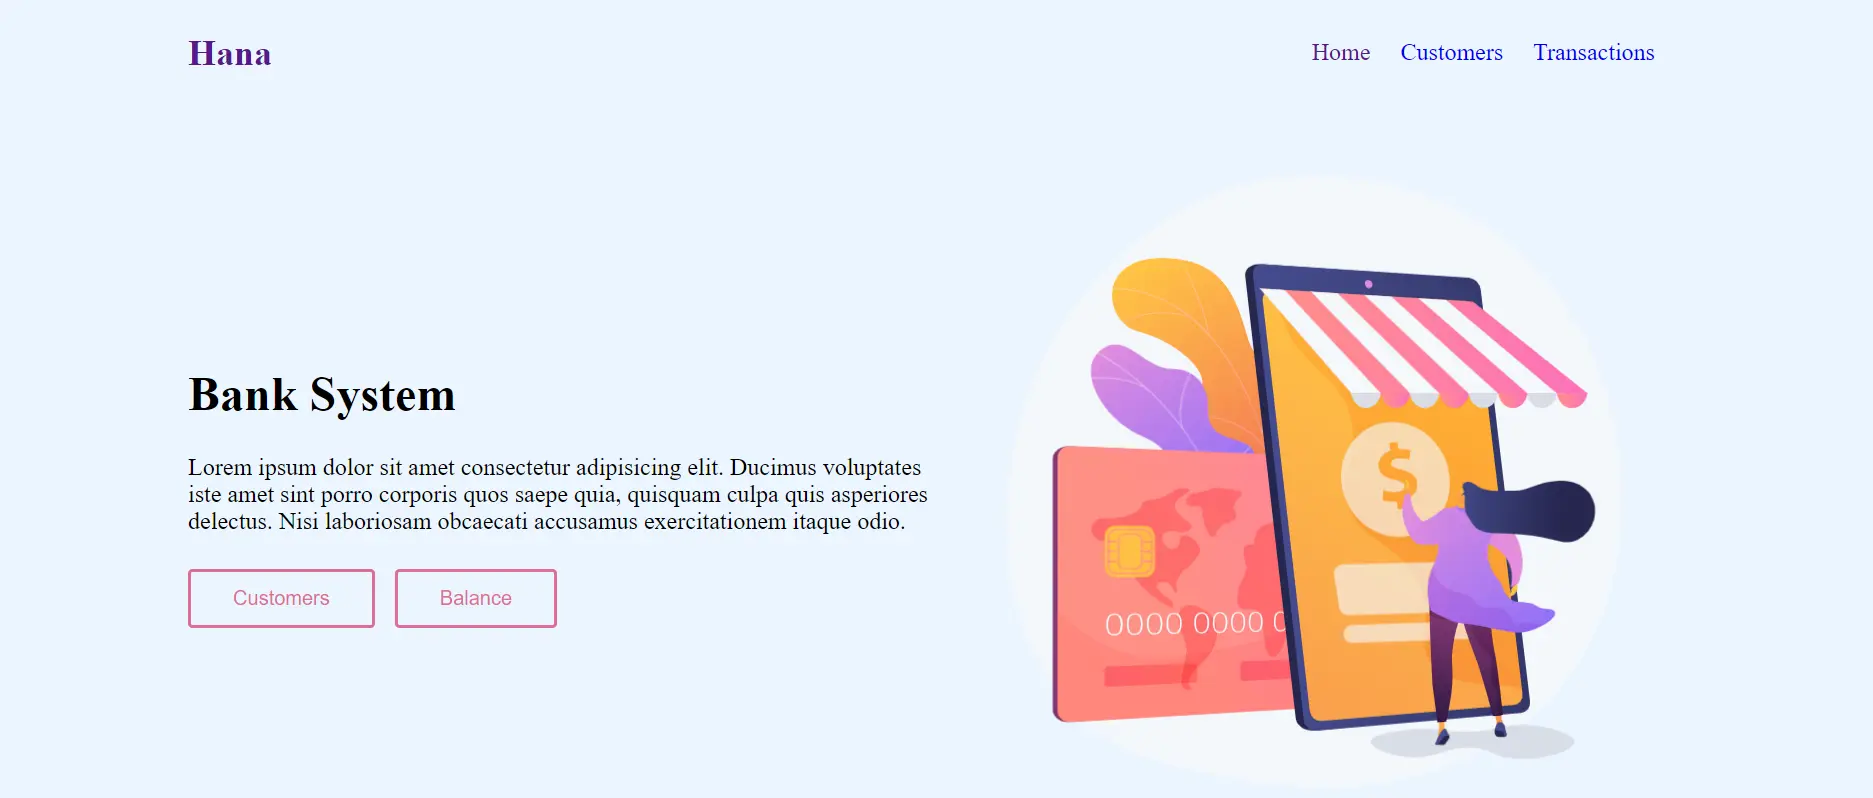 Hana
Home
Customers
Transactions
Bank System
Lorem ipsum dolor sit amet consectetur adipisicing elit. Ducimus voluptates
iste amet sint porro corporis quos saepe quia, quisquam culpa quis asperiores
delectus. Nisi laboriosam obcaecati accusamus exercitationem itaque odio.
Customers
Balance
$
0000 0000 0